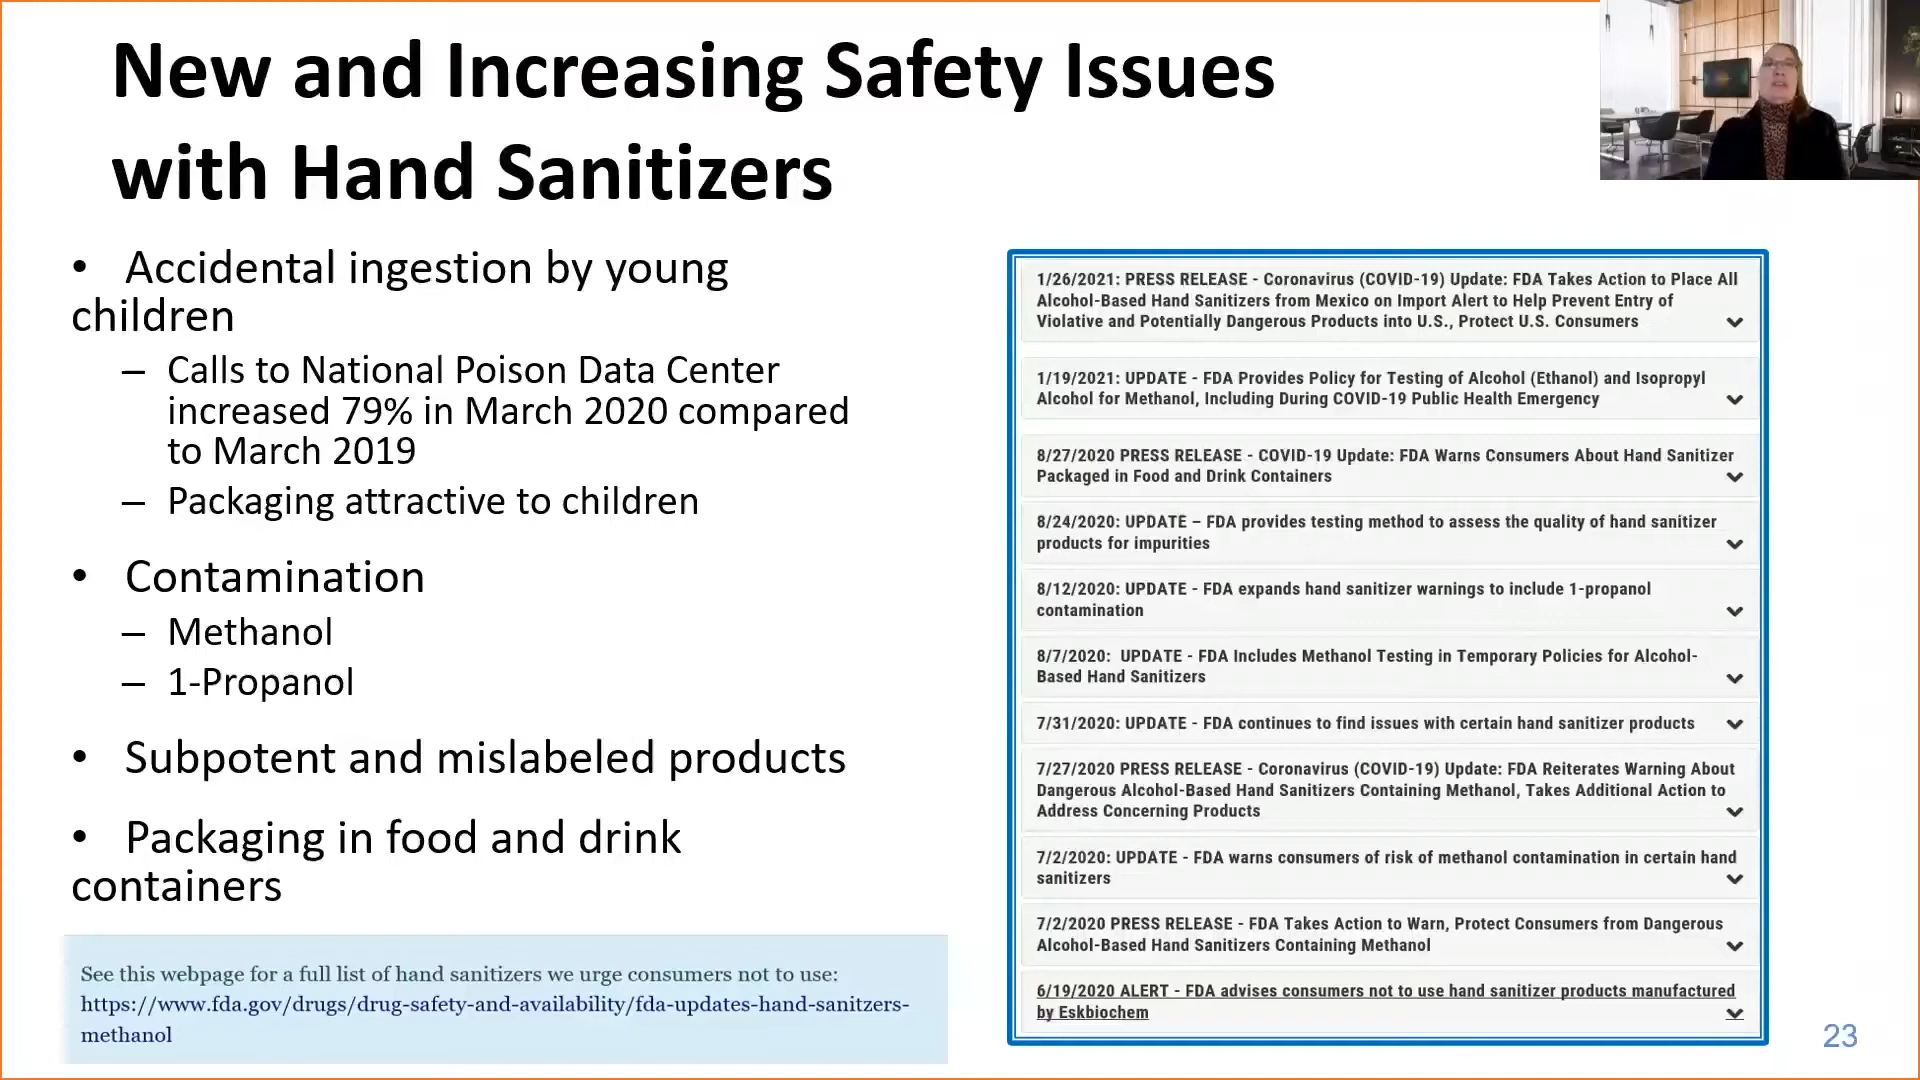 New and Increasing Safety Issues
with Hand Sanitizers
• Accidental ingestion by young
children
– Calls to National Poison Data Center
increased 79% in March 2020 compared
to March 2019
– Packaging attractive to children
• Contamination
– Methanol
– 1-Propanol
• Subpotent and mislabeled products
• Packaging in food and drink
containers
See this webpage for a full list of hand sanitizers we urge consumers not to use:
https://www.fda.gov/drugs/drug-safety-and-availability/fda-updates-hand-sanitzers-
methanol
1/26/2021: PRESS RELEASE - Coronavirus (COVID-19) Update: FDA Takes Action to Place All
Alcohol-Based Hand Sanitizers from Mexico on Import Alert to Help Prevent Entry of
Violative and Potentially Dangerous Products into U.S., Protect U.S. Consumers
1/19/2021: UPDATE - FDA Provides Policy for Testing of Alcohol (Ethanol) and Isopropyl
Alcohol for Methanol, Including During COVID-19 Public Health Emergency
8/27/2020 PRESS RELEASE - COVID-19 Update: FDA Warns Consumers About Hand Sanitizer
Packaged in Food and Drink Containers
8/24/2020: UPDATE – FDA provides testing method to assess the quality of hand sanitizer
products for impurities
8/12/2020: UPDATE - FDA expands hand sanitizer warnings to include 1-propanol
contamination
8/7/2020: UPDATE - FDA Includes Methanol Testing in Temporary Policies for Alcohol-
Based Hand Sanitizers
7/31/2020: UPDATE - FDA continues to find issues with certain hand sanitizer products
7/27/2020 PRESS RELEASE - Coronavirus (COVID-19) Update: FDA Reiterates Warning About
Dangerous Alcohol-Based Hand Sanitizers Containing Methanol, Takes Additional Action to
Address Concerning Products
7/2/2020: UPDATE - FDA warns consumers of risk of methanol contamination in certain hand
sanitizers
7/2/2020 PRESS RELEASE - FDA Takes Action to Warn, Protect Consumers from Dangerous
Alcohol-Based Hand Sanitizers Containing Methanol
6/19/2020 ALERT - FDA advises consumers not to use hand sanitizer products manufactured
by Eskbiochem
23